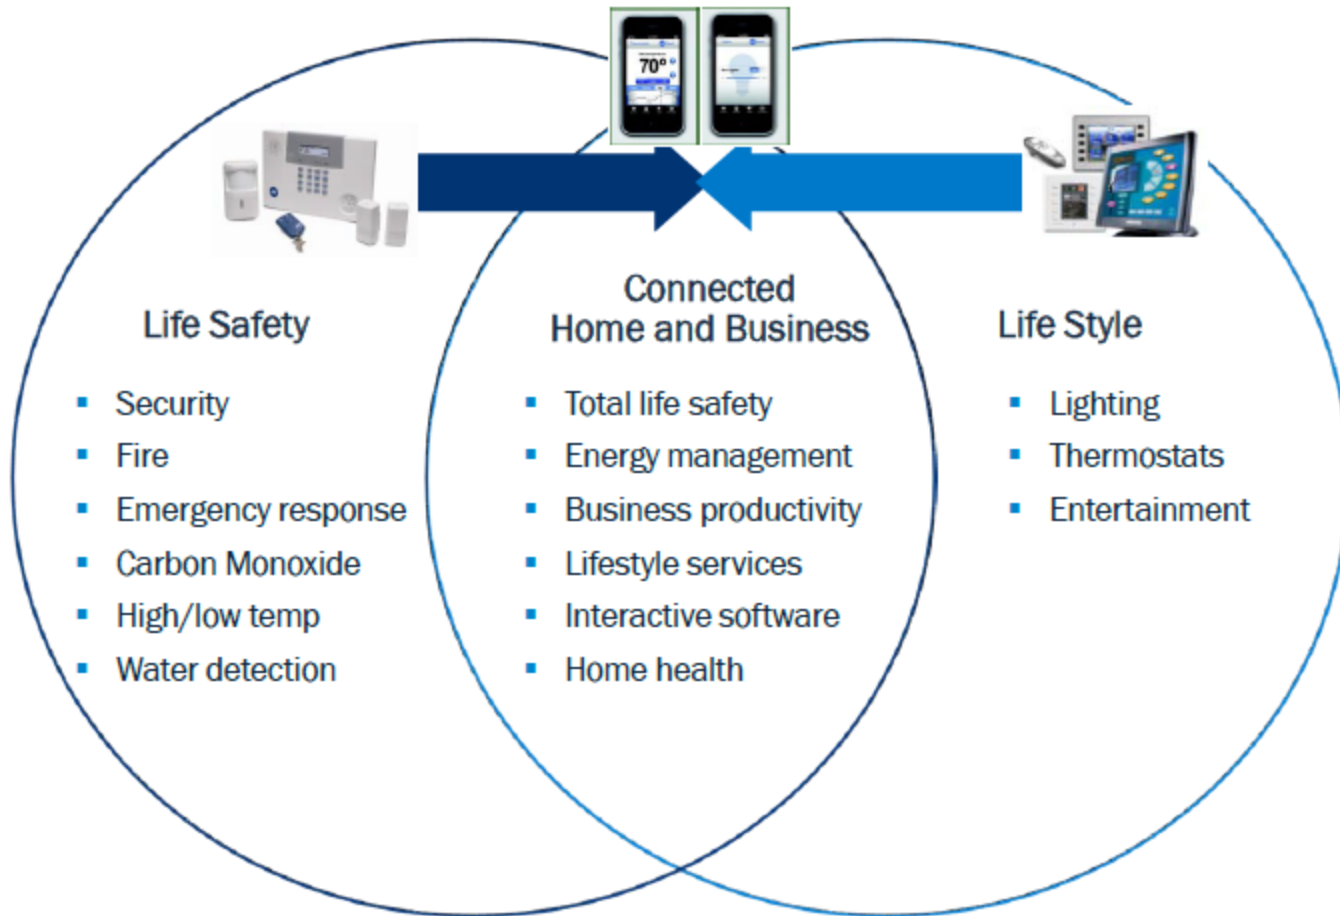 70°
Life Safety
Security
Fire
Emergency response
Carbon Monoxide
High/low temp
Water detection
Connected
Home and Business
Total life safety
Energy management
Business productivity
Lifestyle services
Interactive software
Home health
Life Style
Lighting
Thermostats
Entertainment